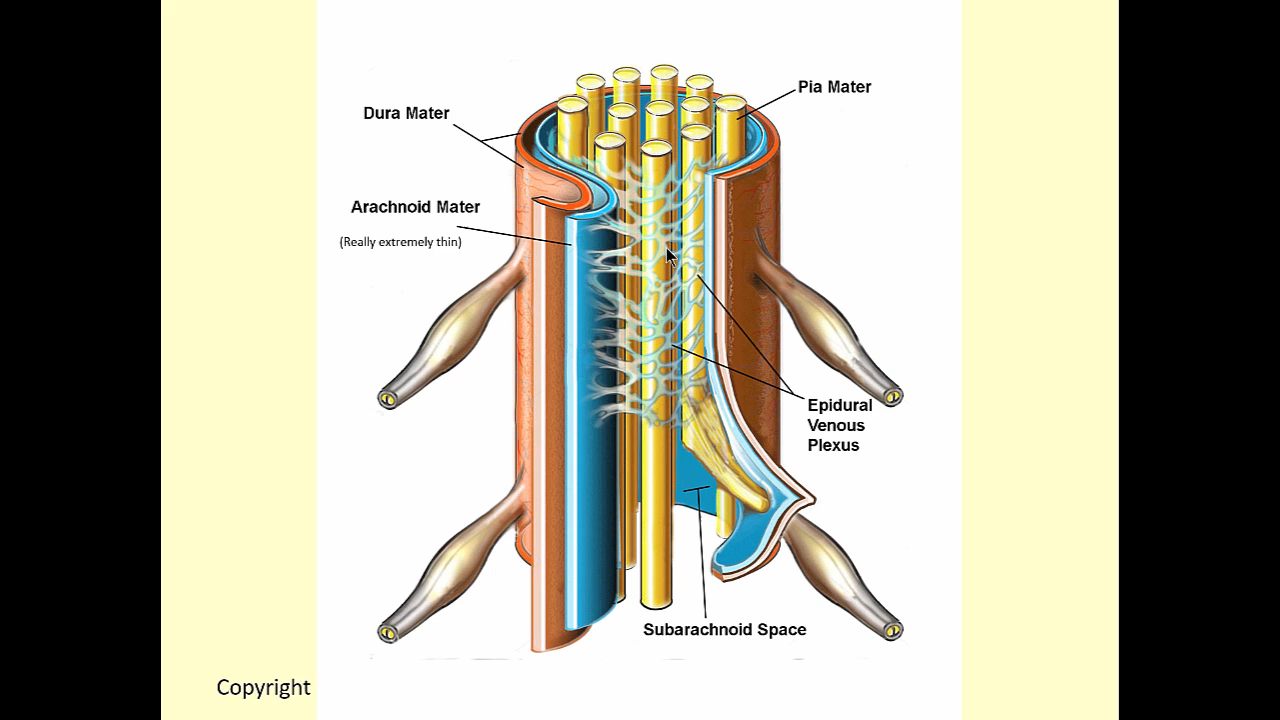 Pia Mater
Dura Mater
Arachnoid Mater
(Really extremely thin)
Epidural
Venous
Plexus
Subarachnoid Space
Copyright